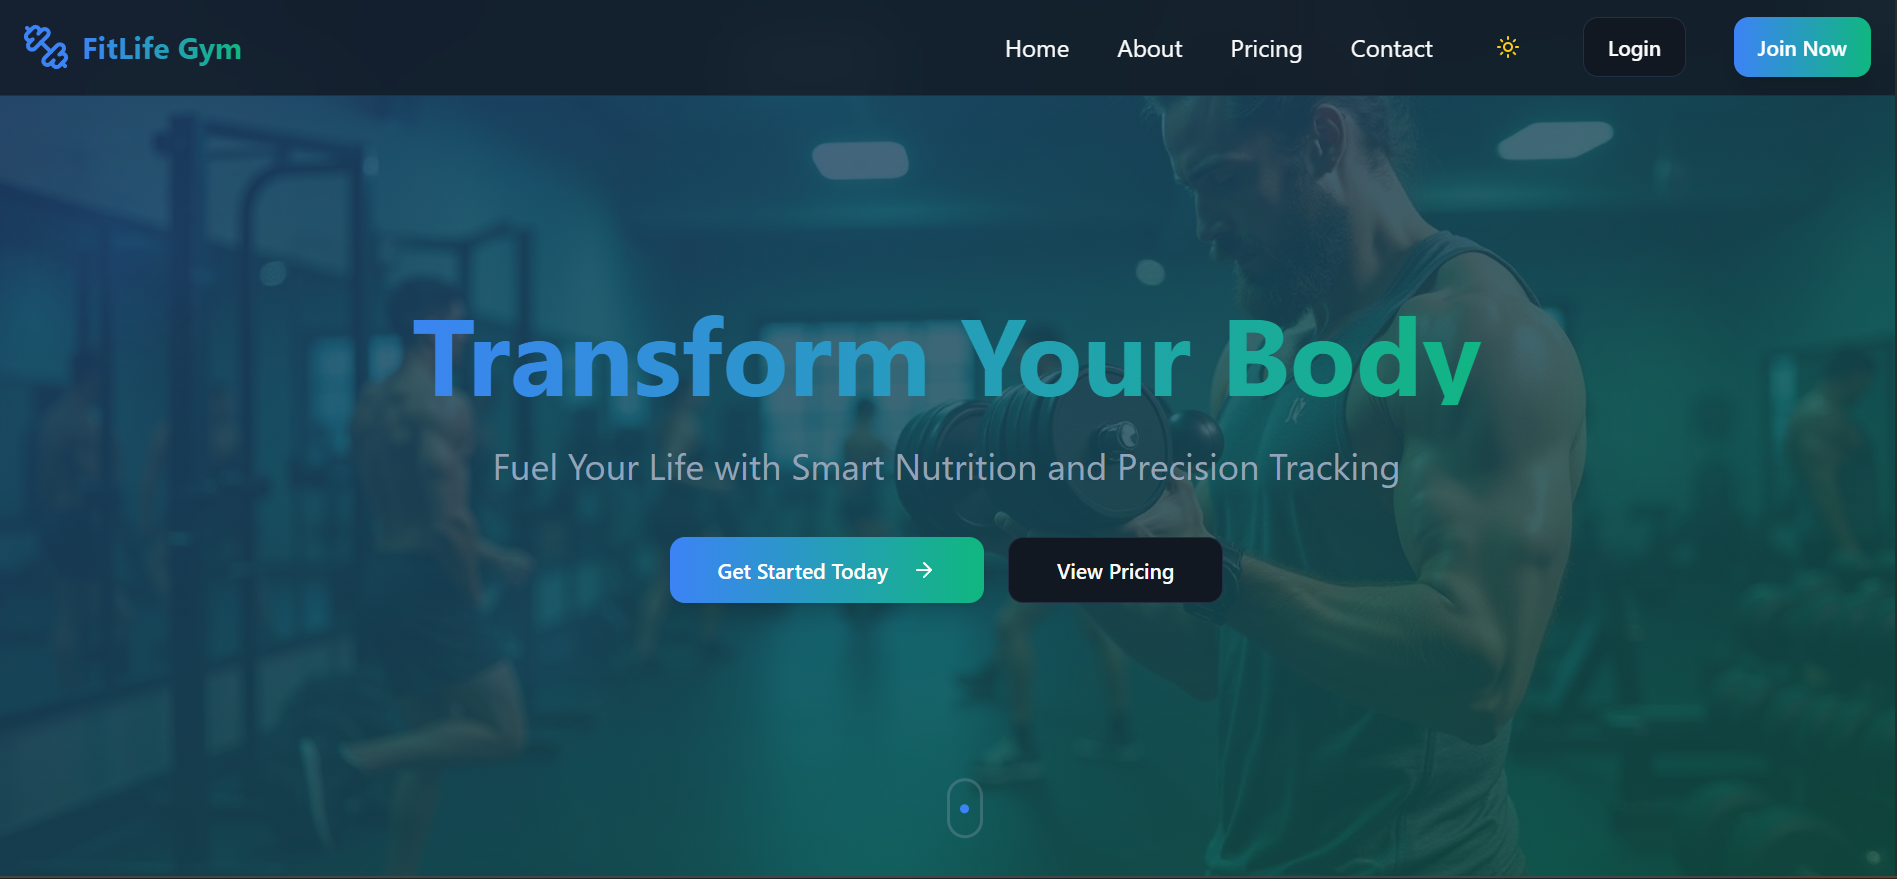 FitLife Gym
Home About Pricing Contact Login Join Now
Transform Your Body
Fuel Your Life with Smart Nutrition and Precision Tracking
Get Started Today → View Pricing